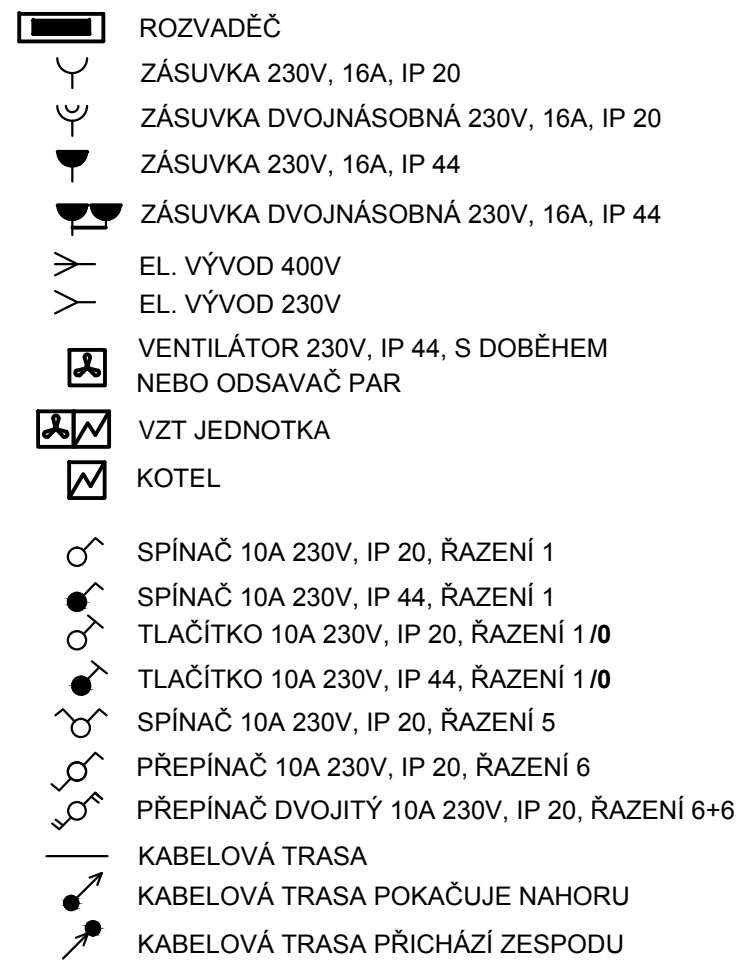 ROZVADĚČ
ZÁSUVKA 230V, 16A, IP 20
ZÁSUVKA DVOJNÁSOBNÁ 230V, 16A, IP 20
ZÁSUVKA 230V, 16A, IP 44
ZÁSUVKA DVOJNÁSOBNÁ 230V, 16A, IP 44
EL. VÝVOD 400V
EL. VÝVOD 230V
VENTILÁTOR 230V, IP 44, S DOBĚHEM
NEBO ODSAVAČ PAR
VZT JEDNOTKA
KOTEL
SPÍNAČ 10A 230V, IP 20, ŘAZENÍ 1
SPÍNAČ 10A 230V, IP 44, ŘAZENÍ 1
TLAČÍTKO 10A 230V, IP 20, ŘAZENÍ 1/0
TLAČÍTKO 10A 230V, IP 44, ŘAZENÍ 1/0
SPÍNAČ 10A 230V, IP 20, ŘAZENÍ 5
PŘEPÍNAČ 10A 230V, IP 20, ŘAZENÍ 6
PŘEPÍNAČ DVOJITÝ 10A 230V, IP 20, ŘAZENÍ 6+6
KABELOVÁ TRASA
KABELOVÁ TRASA POKAČUJE NAHORU
KABELOVÁ TRASA PŘICHÁZÍ ZESPODU